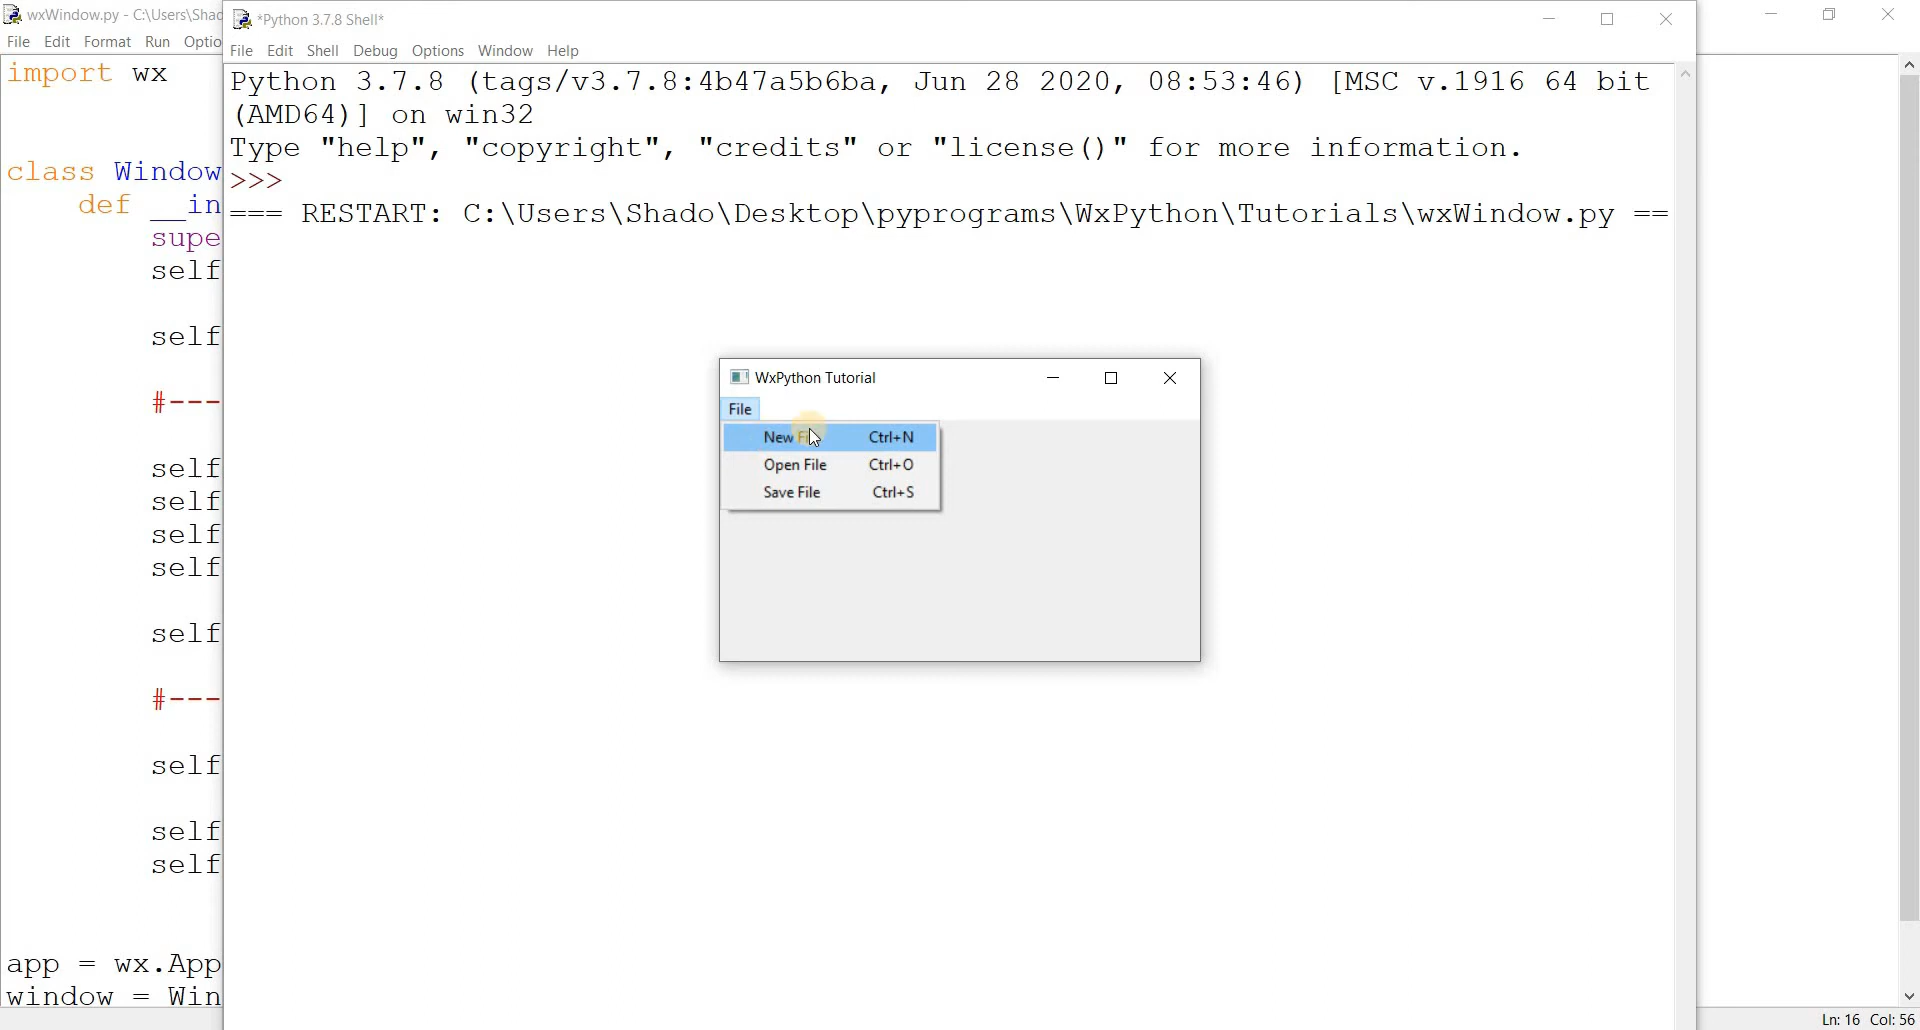 wxWindow.py - C:\Users\Shad
File Edit Format Run Optio
import wx
class Window
def __in
supe
self
self
#---
self
self
self
self
self
#---
self
self
self
app = wx.App
window = Win
*Python 3.7.8 Shell*
File Edit Shell Debug Options Window Help
Python 3.7.8 (tags/v3.7.8:4b47a5b6ba, Jun 28 2020, 08:53:46) [MSC v.1916 64 bit
(AMD64)] on win32
Type "help", "copyright", "credits" or "license()" for more information.
>>>
=== RESTART: C:\Users\Shado\Desktop\pyprograms\WxPython\Tutorials\wxWindow.py ==
WxPython Tutorial
File
New File Ctrl+N
Open File Ctrl+O
Save File Ctrl+S
Ln: 16 Col: 56